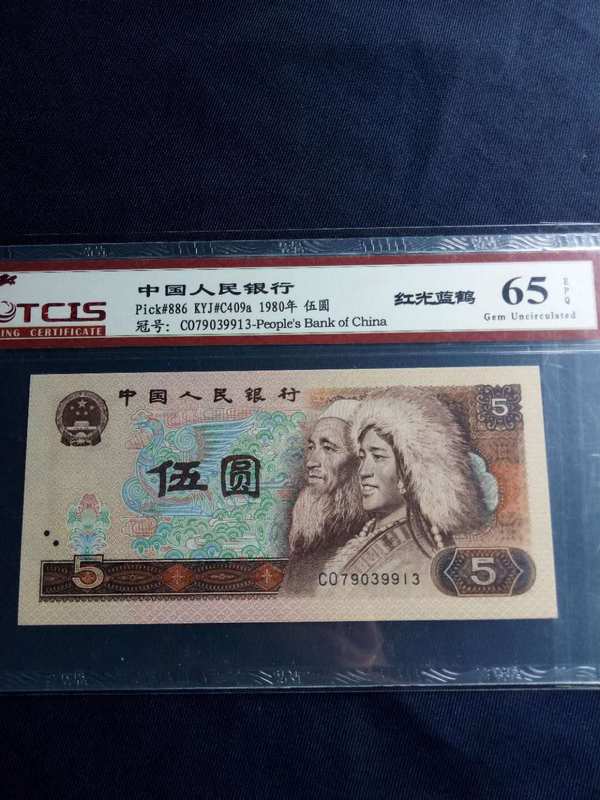 TCIS
ING CERTIFICATE
中国人民银行
Pick#886 KYJ#C409a 1980年 伍圆
冠号: CO79039913-People's Bank of China
红光蓝鹤
65 EPQ
Gem Uncirculated
中国人民银行
5
伍圆
CO79039913
5
5